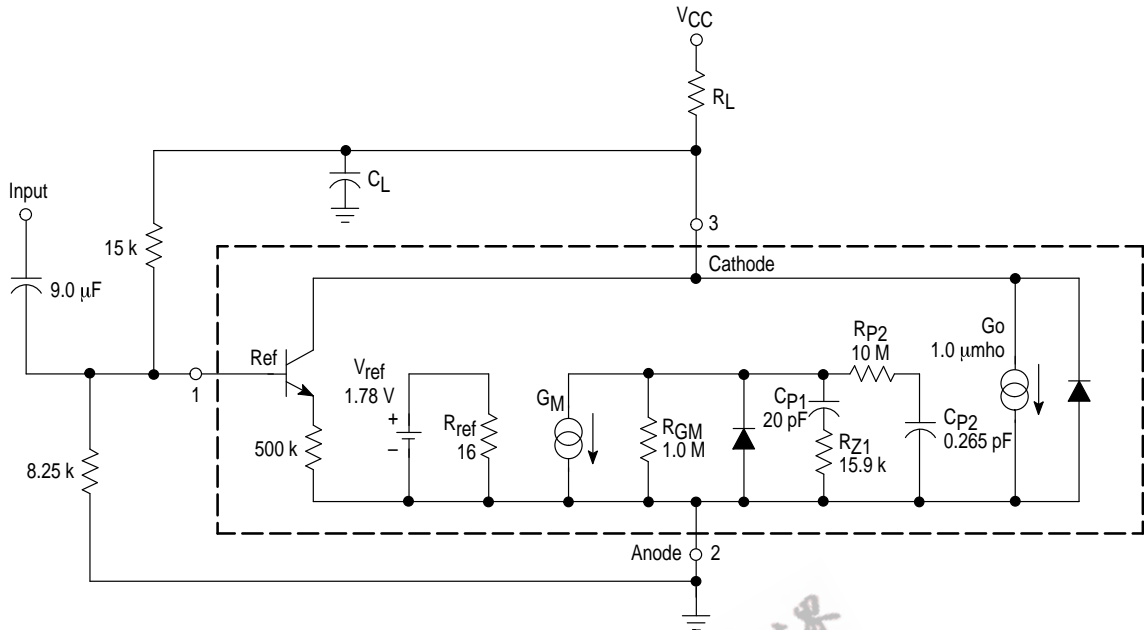 VCC
RL
CL
Input
15 k
9.0 μF
3
Cathode
Ref
1
Vref
1.78 V
+
–
Rref
16
GM
RGM
1.0 M
RP2
10 M
CP1
20 pF
RZ1
15.9 k
CP2
0.265 pF
Go
1.0 μmho
500 k
8.25 k
Anode
2